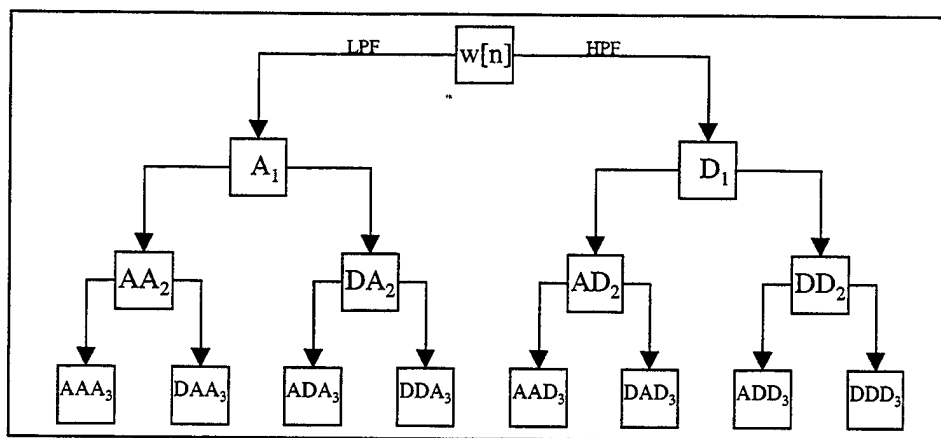 LPF w[n] HPF
A₁ D₁
AA₂ DA₂ AD₂ DD₂
AAA₃ DAA₃ ADA₃ DDA₃ AAD₃ DAD₃ ADD₃ DDD₃